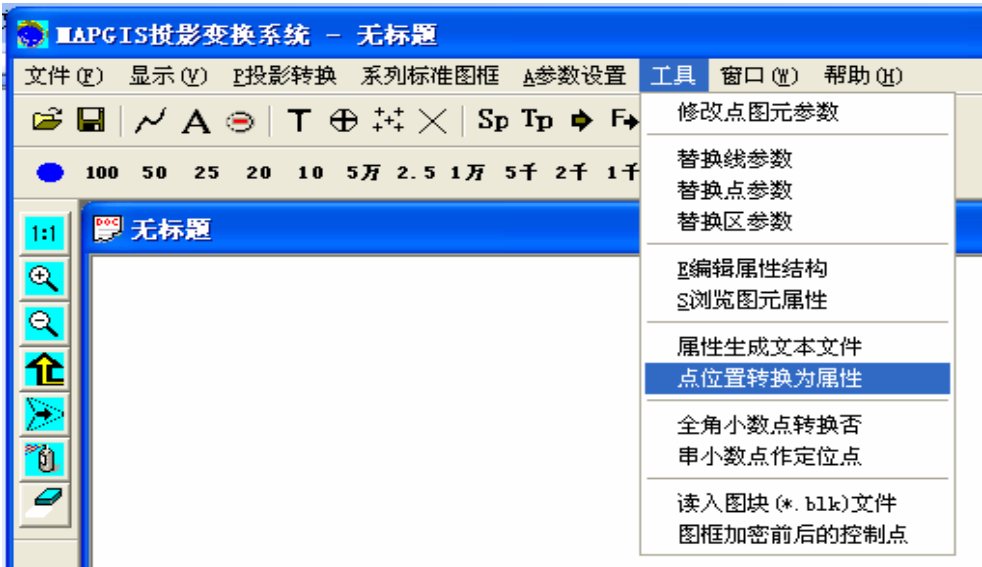 MAPGIS投影变换系统 - 无标题
文件(F) 显示(V) P投影转换 系列标准图框 A参数设置 工具 窗口(W) 帮助(H)
A T Sp Tp F
100 50 25 20 10 5万 2.5 1万 5千 2千 1千
1:1
DOC 无标题
修改点图元参数
替换线参数
替换点参数
替换区参数
E编辑属性结构
S浏览图元属性
属性生成文本文件
点位置转换为属性
全角小数点转换否
串小数点作定位点
读入图块(*.blk)文件
图框加密前后的控制点